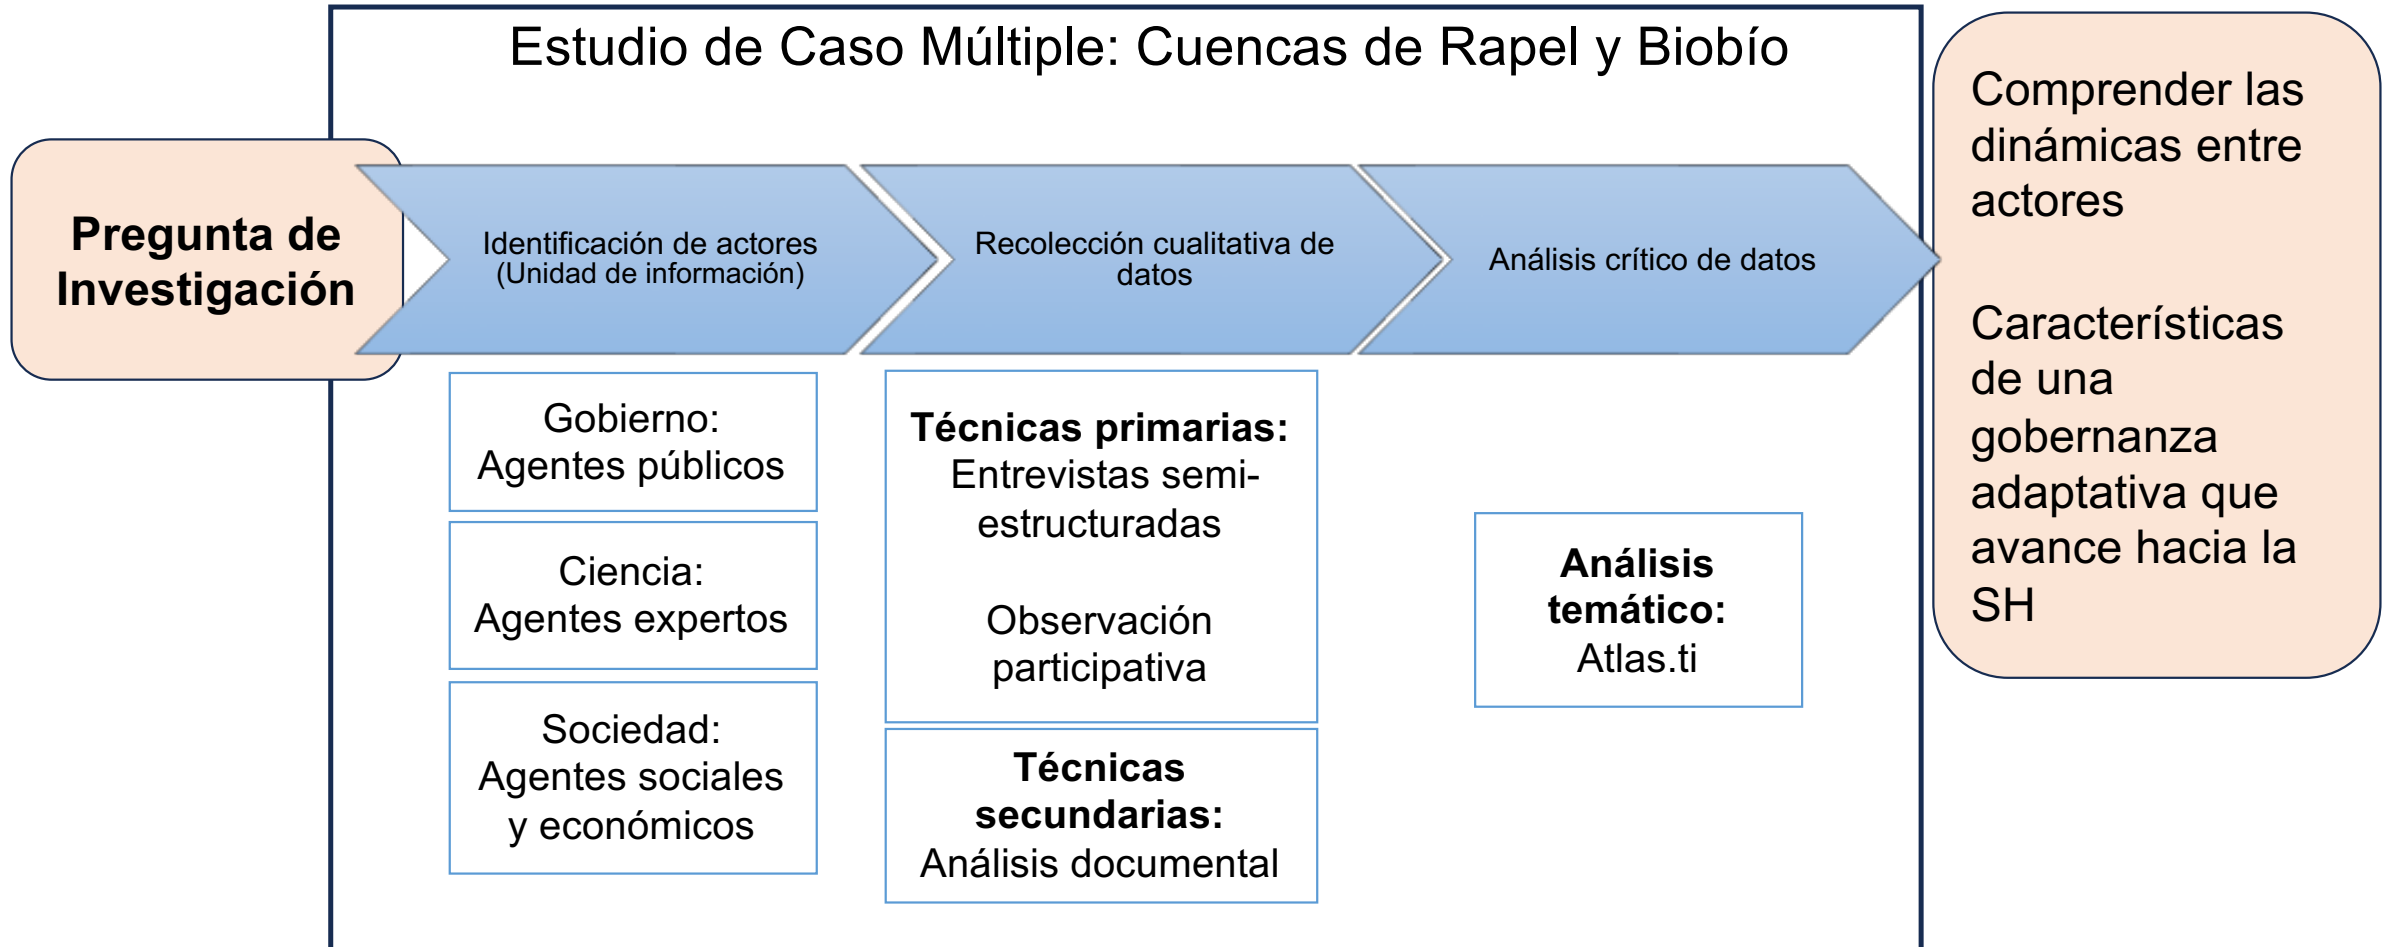 Estudio de Caso Múltiple: Cuencas de Rapel y Biobío
Pregunta de
Investigación
Identificación de actores
(Unidad de información)
Recolección cualitativa de
datos
Análisis crítico de datos
Gobierno:
Agentes públicos
Ciencia:
Agentes expertos
Sociedad:
Agentes sociales
y económicos
Técnicas primarias:
Entrevistas semi-
estructuradas
Observación
participativa
Técnicas
secundarias:
Análisis documental
Análisis
temático:
Atlas.ti
Comprender las
dinámicas entre
actores
Características
de una
gobernanza
adaptativa que
avance hacia la
SH